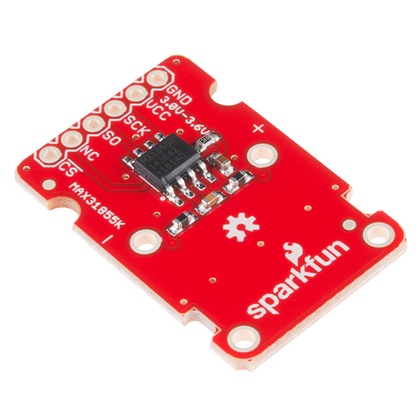 GND
VCC
3.0V-3.6V
SCK
SO
NC
CS
MAX31855K
+
-
sparkfun